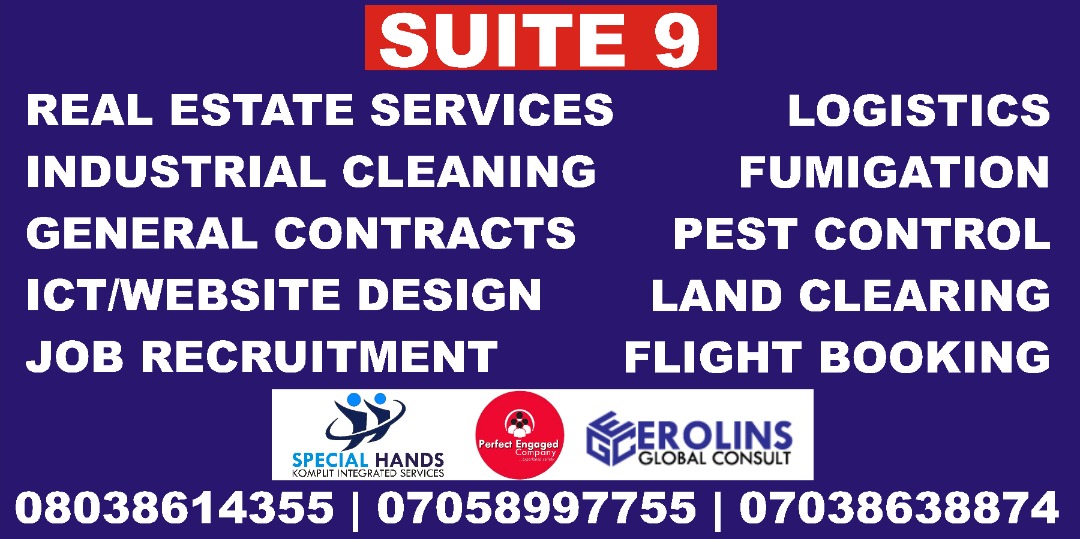 SUITE 9
REAL ESTATE SERVICES
INDUSTRIAL CLEANING
GENERAL CONTRACTS
ICT/WEBSITE DESIGN
JOB RECRUITMENT
LOGISTICS
FUMIGATION
PEST CONTROL
LAND CLEARING
FLIGHT BOOKING
SPECIAL HANDS
KOMPLIT INTEGRATED SERVICES
Perfect Engaged
Company
GEC EROLINS
GLOBAL CONSULT
08038614355 | 07058997755 | 07038638874